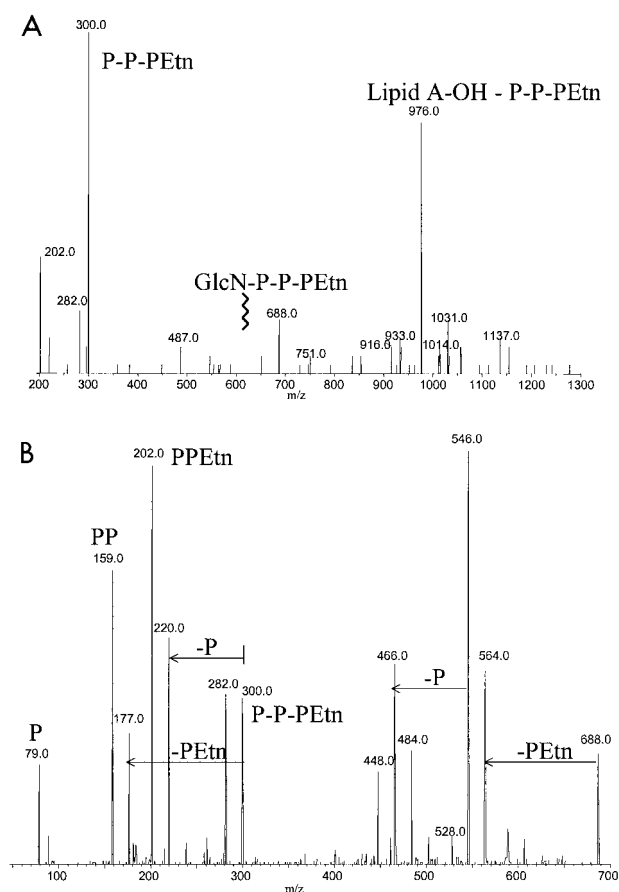 A
300.0
P-P-PEtn
Lipid A-OH - P-P-PEtn
976.0
202.0
282.0
GlcN-P-P-PEtn
688.0
487.0
751.0
916.0
933.0
1014.0
1031.0
1137.0
200 300 400 500 600 700 800 900 1000 1100 1200 1300
m/z
B
202.0
PPEtn
546.0
PP
159.0
220.0
-P
466.0
-P
564.0
282.0
300.0
P-P-PEtn
177.0
P
79.0
-PEtn
448.0
484.0
-PEtn
688.0
528.0
100 200 300 400 500 600 700
m/z